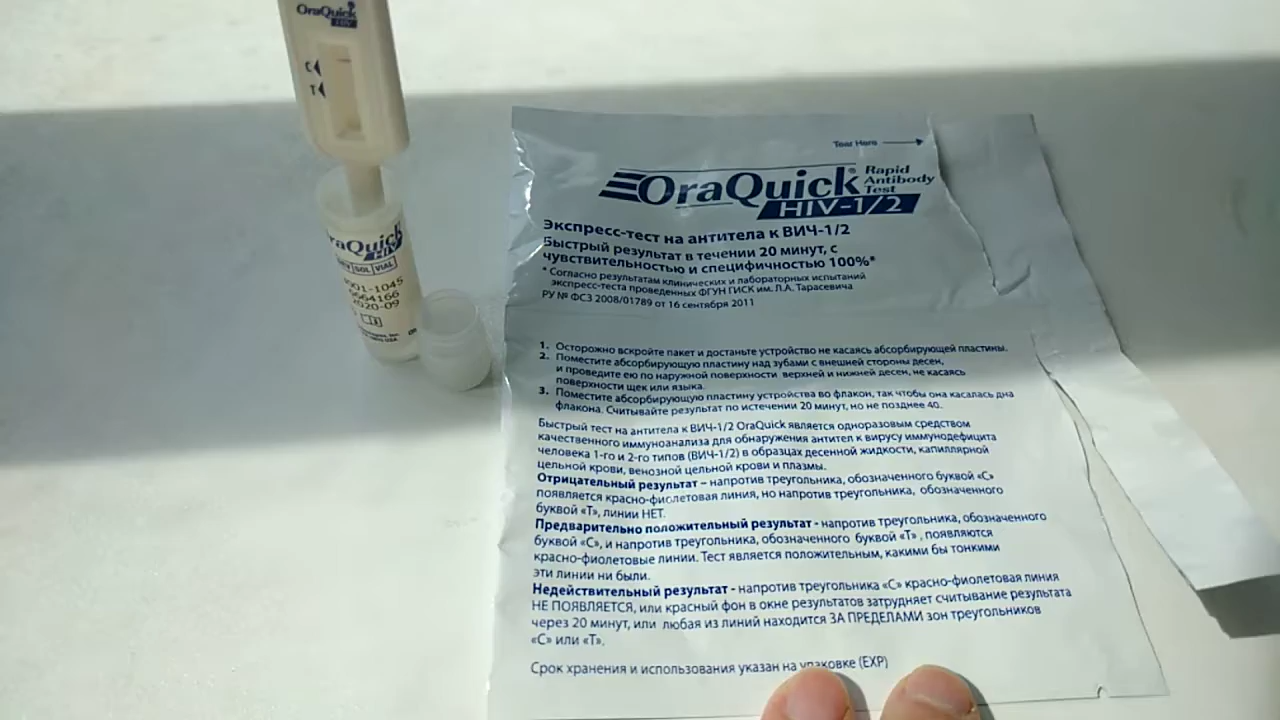 OraQuick
HIV
C
T
OraQuick
HIV
SOL VIAL
001-1045
0664166
2020-09
Tear Here
OraQuick® Rapid
Antibody
Test
HIV-1/2
Экспресс-тест на антитела к ВИЧ-1/2
Быстрый результат в течении 20 минут, с
чувствительностью и специфичностью 100%*
* Согласно результатам клинических и лабораторных испытаний
экспресс-теста проведенных ФГУН ГИСК им. Л.А. Тарасевича
РУ № ФСЗ 2008/01789 от 16 сентября 2011
1. Осторожно вскройте пакет и достаньте устройство не касаясь абсорбирующей пластины.
2. Поместите абсорбирующую пластину над зубами с внешней стороны десен,
и проведите ею по наружной поверхности верхней и нижней десен, не касаясь
поверхности щек или языка.
3. Поместите абсорбирующую пластину устройства во флакон, так чтобы она касалась дна
флакона. Считывайте результат по истечении 20 минут, но не позднее 40.
Быстрый тест на антитела к ВИЧ-1/2 OraQuick является одноразовым средством
качественного иммуноанализа для обнаружения антител к вирусу иммунодефицита
человека 1-го и 2-го типов (ВИЧ-1/2) в образцах десенной жидкости, капиллярной
цельной крови, венозной цельной крови и плазмы.
Отрицательный результат – напротив треугольника, обозначенного буквой «С»
появляется красно-фиолетовая линия, но напротив треугольника, обозначенного
буквой «Т», линии НЕТ.
Предварительно положительный результат - напротив треугольника, обозначенного
буквой «С», и напротив треугольника, обозначенного буквой «Т» , появляются
красно-фиолетовые линии. Тест является положительным, какими бы тонкими
эти линии ни были.
Недействительный результат - напротив треугольника «С» красно-фиолетовая линия
НЕ ПОЯВЛЯЕТСЯ, или красный фон в окне результатов затрудняет считывание результата
через 20 минут, или любая из линий находится ЗА ПРЕДЕЛАМИ зон треугольников
«С» или «Т».
Срок хранения и использования указан на упаковке (EXP)